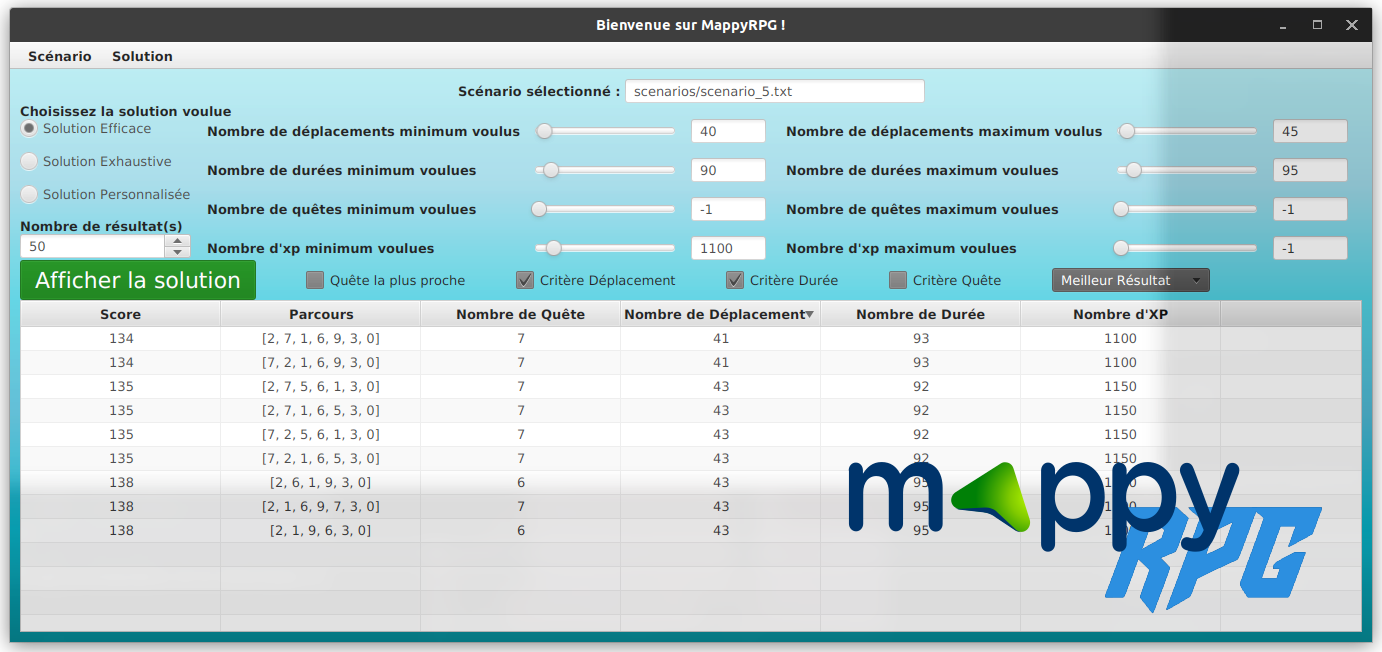 Bienvenue sur MappyRPG !
Scénario Solution
Scénario sélectionné : scenarios/scenario_5.txt
Choisissez la solution voulue
Solution Efficace
Solution Exhaustive
Solution Personnalisée
Nombre de résultat(s)
50
Nombre de déplacements minimum voulus 40 Nombre de déplacements maximum voulus 45
Nombre de durées minimum voulues 90 Nombre de durées maximum voulues 95
Nombre de quêtes minimum voulues -1 Nombre de quêtes maximum voulues -1
Nombre d'xp minimum voulues 1100 Nombre d'xp maximum voulues -1
Afficher la solution Quête la plus proche Critère Déplacement Critère Durée Critère Quête Meilleur Résultat
Score Parcours Nombre de Quête Nombre de Déplacement Nombre de Durée Nombre d'XP
134 [2, 7, 1, 6, 9, 3, 0] 7 41 93 1100
134 [7, 2, 1, 6, 9, 3, 0] 7 41 93 1100
135 [2, 7, 5, 6, 1, 3, 0] 7 43 92 1150
135 [2, 7, 1, 6, 5, 3, 0] 7 43 92 1150
135 [7, 2, 5, 6, 1, 3, 0] 7 43 92 1150
135 [7, 2, 1, 6, 5, 3, 0] 7 43 92 1150
138 [2, 6, 1, 9, 3, 0] 6 43 95
138 [2, 1, 6, 9, 7, 3, 0] 7 43 95
138 [2, 1, 9, 6, 3, 0] 6 43 95
mappy
RPG